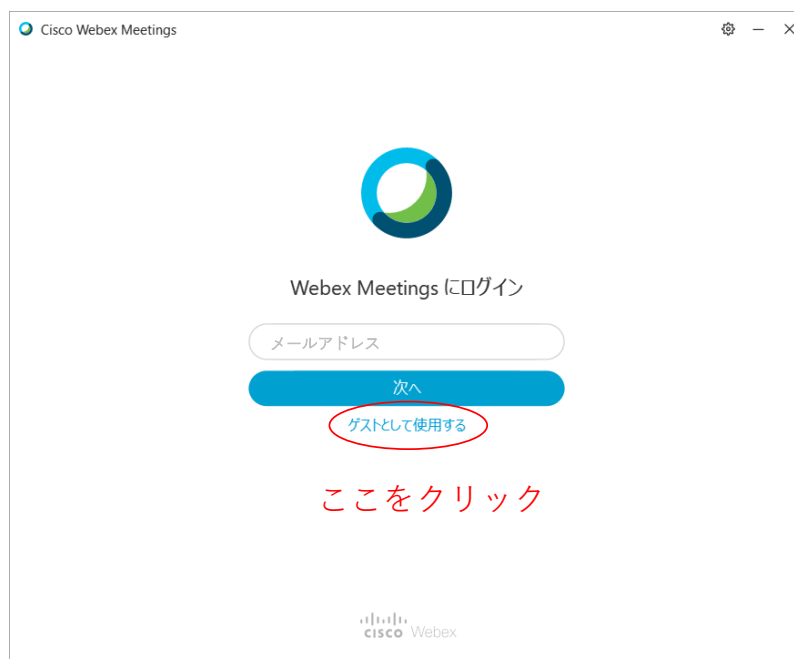 Cisco Webex Meetings
Webex Meetings にログイン
メールアドレス
次へ
ゲストとして使用する
ここをクリック
cisco Webex